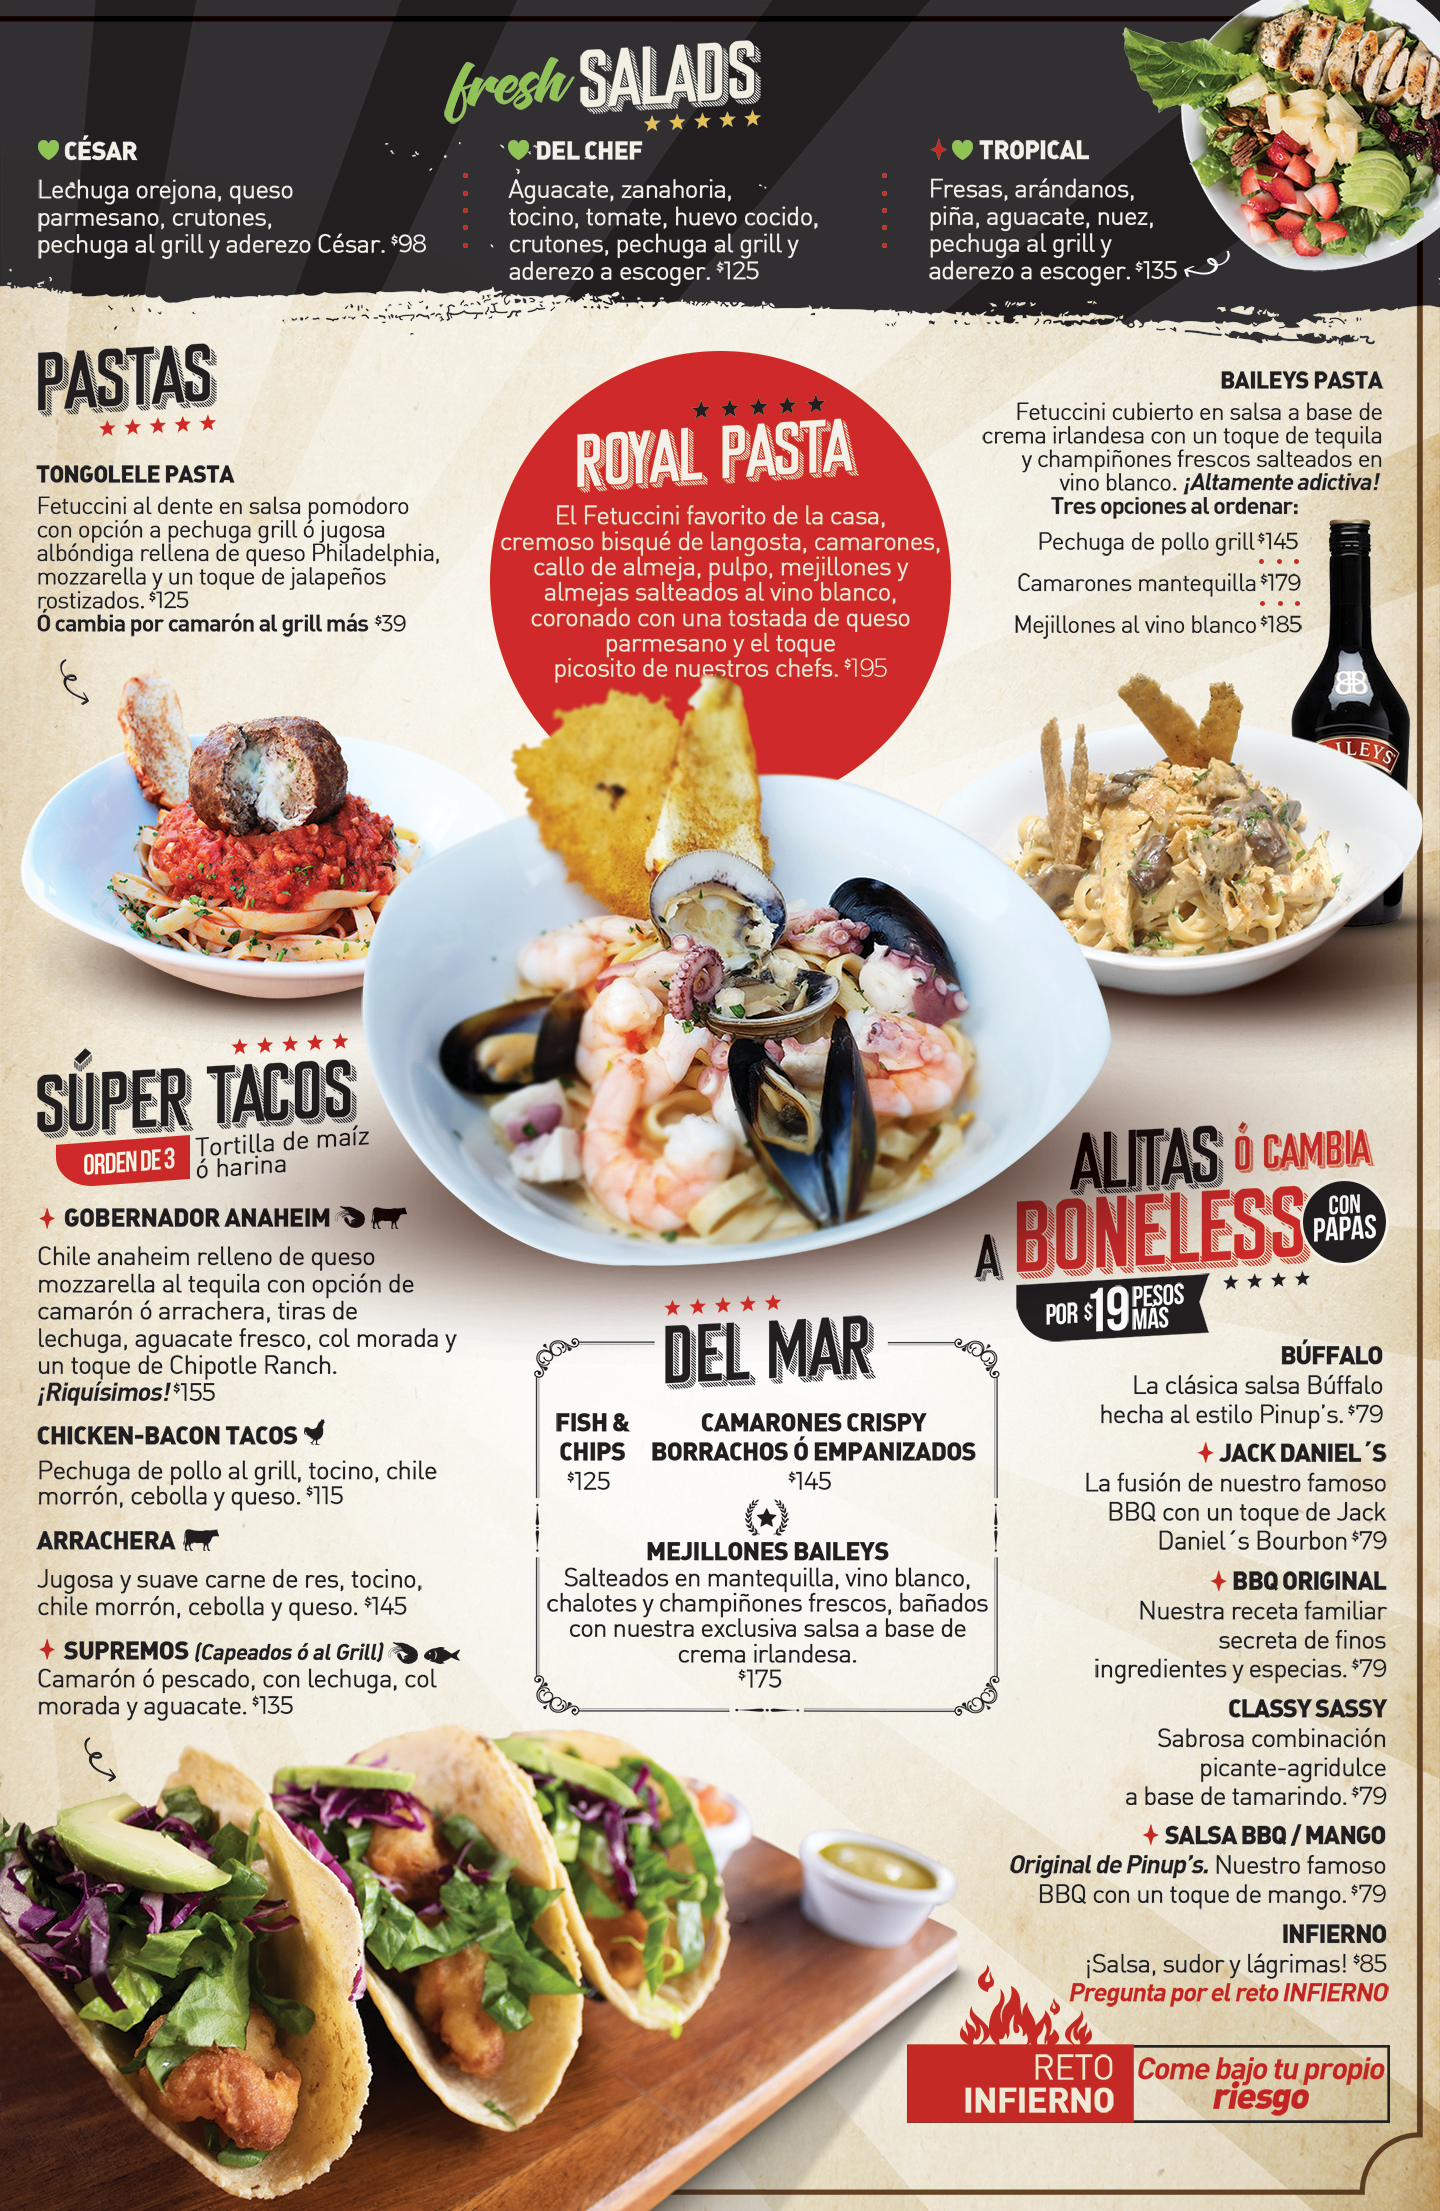 fresh SALADS
CÉSAR
Lechuga orejona, queso
parmesano, crutones,
pechuga al grill y aderezo César. $98
DEL CHEF
Aguacate, zanahoria,
tocino, tomate, huevo cocido,
crutones, pechuga al grill y
aderezo a escoger. $125
TROPICAL
Fresas, arándanos,
piña, aguacate, nuez,
pechuga al grill y
aderezo a escoger. $135
PASTAS
TONGOLELE PASTA
Fetuccini al dente en salsa pomodoro
con opción a pechuga grill ó jugosa
albóndiga rellena de queso Philadelphia,
mozzarella y un toque de jalapeños
rostizados. $125
Ó cambia por camarón al grill más $39
ROYAL PASTA
El Fetuccini favorito de la casa,
cremoso bisqué de langosta, camarones,
callo de almeja, pulpo, mejillones y
almejas salteados al vino blanco,
coronado con una tostada de queso
parmesano y el toque
picosito de nuestros chefs. $195
BAILEYS PASTA
Fetuccini cubierto en salsa a base de
crema irlandesa con un toque de tequila
y champiñones frescos salteados en
vino blanco. ¡Altamente adictiva!
Tres opciones al ordenar:
Pechuga de pollo grill $145
Camarones mantequilla $179
Mejillones al vino blanco $185
BB
ILEYS
SÚPER TACOS
ORDEN DE 3
Tortilla de maíz
ó harina
GOBERNADOR ANAHEIM
Chile anaheim relleno de queso
mozzarella al tequila con opción de
camarón ó arrachera, tiras de
lechuga, aguacate fresco, col morada y
un toque de Chipotle Ranch.
¡Riquísimos! $155
CHICKEN-BACON TACOS
Pechuga de pollo al grill, tocino, chile
morrón, cebolla y queso. $115
ARRACHERA
Jugosa y suave carne de res, tocino,
chile morrón, cebolla y queso. $145
SUPREMOS (Capeados ó al Grill)
Camarón ó pescado, con lechuga, col
morada y aguacate. $135
DEL MAR
FISH &
CHIPS
$125
CAMARONES CRISPY
BORRACHOS Ó EMPANIZADOS
$145
MEJILLONES BAILEYS
Salteados en mantequilla, vino blanco,
chalotes y champiñones frescos, bañados
con nuestra exclusiva salsa a base de
crema irlandesa.
$175
ALITAS Ó CAMBIA
A BONELESS
CON
PAPAS
POR $19 PESOS MÁS
BÚFFALO
La clásica salsa Búffalo
hecha al estilo Pinup's. $79
JACK DANIEL´S
La fusión de nuestro famoso
BBQ con un toque de Jack
Daniel´s Bourbon $79
BBQ ORIGINAL
Nuestra receta familiar
secreta de finos
ingredientes y especias. $79
CLASSY SASSY
Sabrosa combinación
picante-agridulce
a base de tamarindo. $79
SALSA BBQ / MANGO
Original de Pinup's. Nuestro famoso
BBQ con un toque de mango. $79
INFIERNO
¡Salsa, sudor y lágrimas! $85
Pregunta por el reto INFIERNO
RETO
INFIERNO
Come bajo tu propio
riesgo